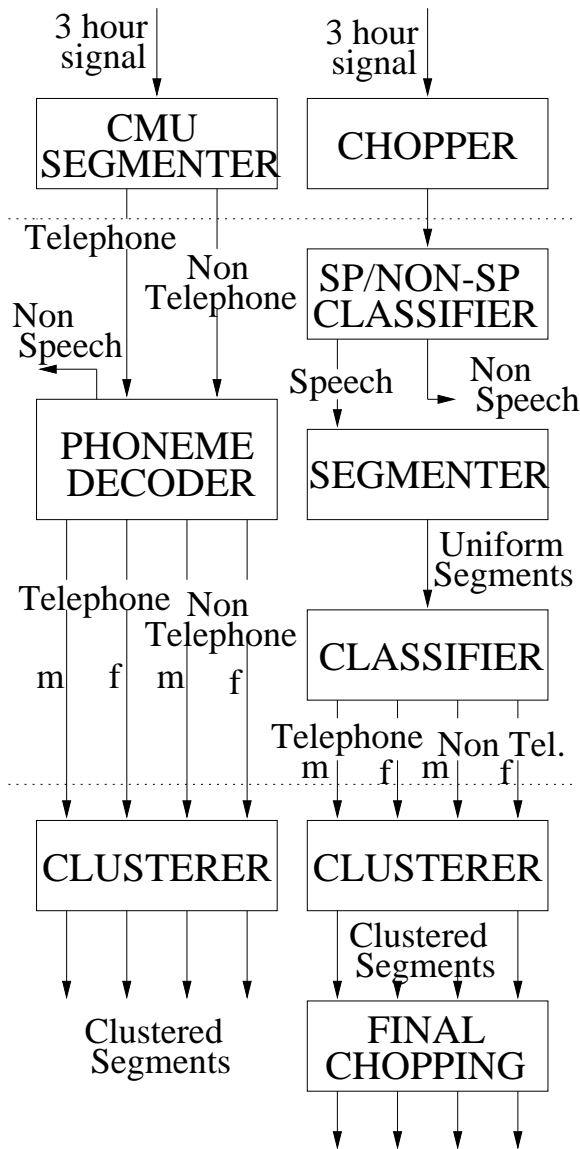 3 hour
signal
CMU
SEGMENTER
Telephone
Non
Telephone
Non
Speech
PHONEME
DECODER
Telephone
Non
Telephone
m f m f
CLUSTERER
Clustered
Segments
3 hour
signal
CHOPPER
SP/NON-SP
CLASSIFIER
Speech
Non
Speech
SEGMENTER
Uniform
Segments
CLASSIFIER
Telephone Non Tel.
m f m f
CLUSTERER
Clustered
Segments
FINAL
CHOPPING